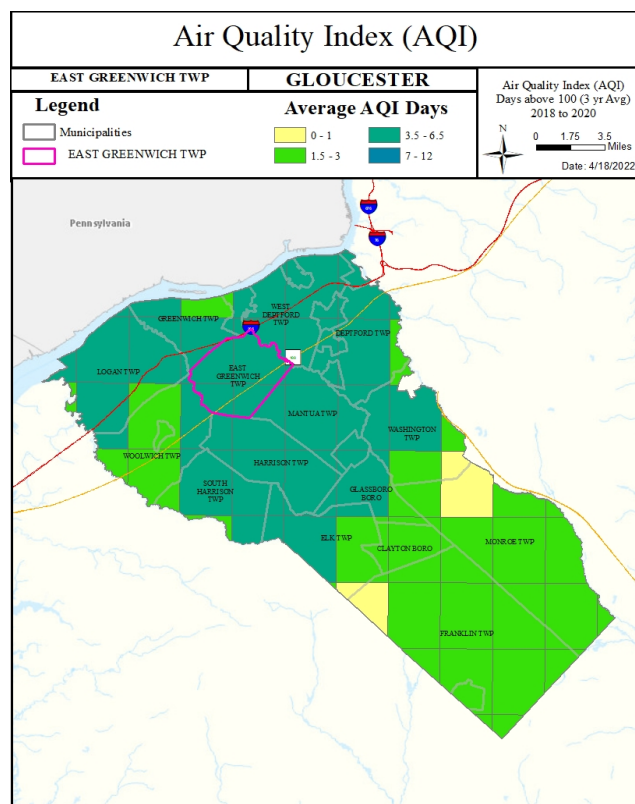 Air Quality Index (AQI)
EAST GREENWICH TWP
GLOUCESTER
Legend
Municipalities
EAST GREENWICH TWP
Average AQI Days
0 - 1
3.5 - 6.5
1.5 - 3
7 - 12
Air Quality Index (AQI)
Days above 100 (3 yr Avg)
2018 to 2020
N
0 1.75 3.5
Miles
Date: 4/18/2022
Pennsylvania
GREENWICH TWP
WEST
DEPTFORD
TWP
DEPTFORD TWP
LOGAN TWP
EAST
GREENWICH
TWP
MANTUA TWP
WASHINGTON
TWP
WOOLWICH TWP
HARRISON TWP
SOUTH
HARRISON
TWP
GLASSBORO
BORO
ELK TWP
CLAYTON BORO
MONROE TWP
FRANKLIN TWP